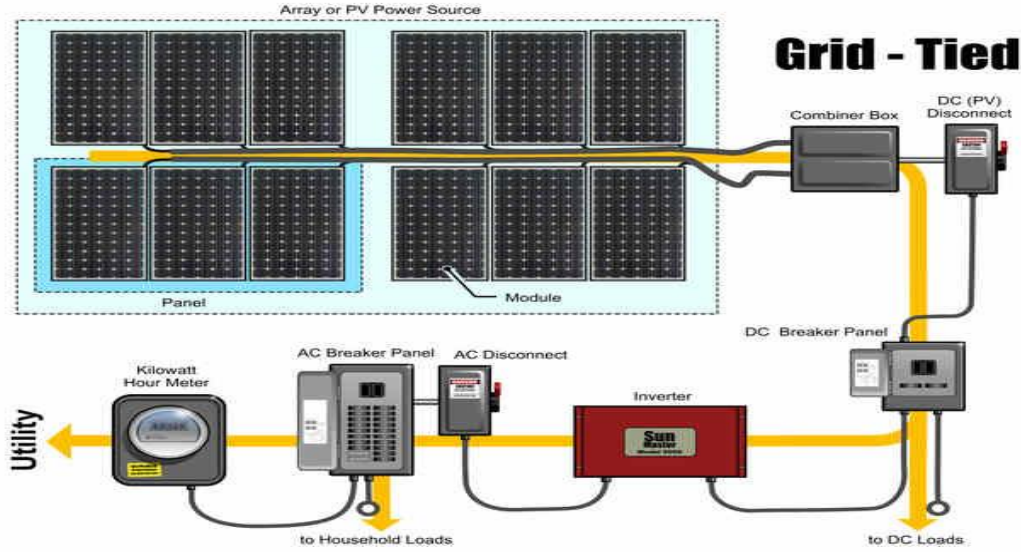 Array or PV Power Source
Grid - Tied
DC (PV)
Disconnect
Combiner Box
Panel
Module
DC Breaker Panel
AC Breaker Panel
AC Disconnect
Kilowatt
Hour Meter
Inverter
Sun
Master
Utility
to Household Loads
to DC Loads